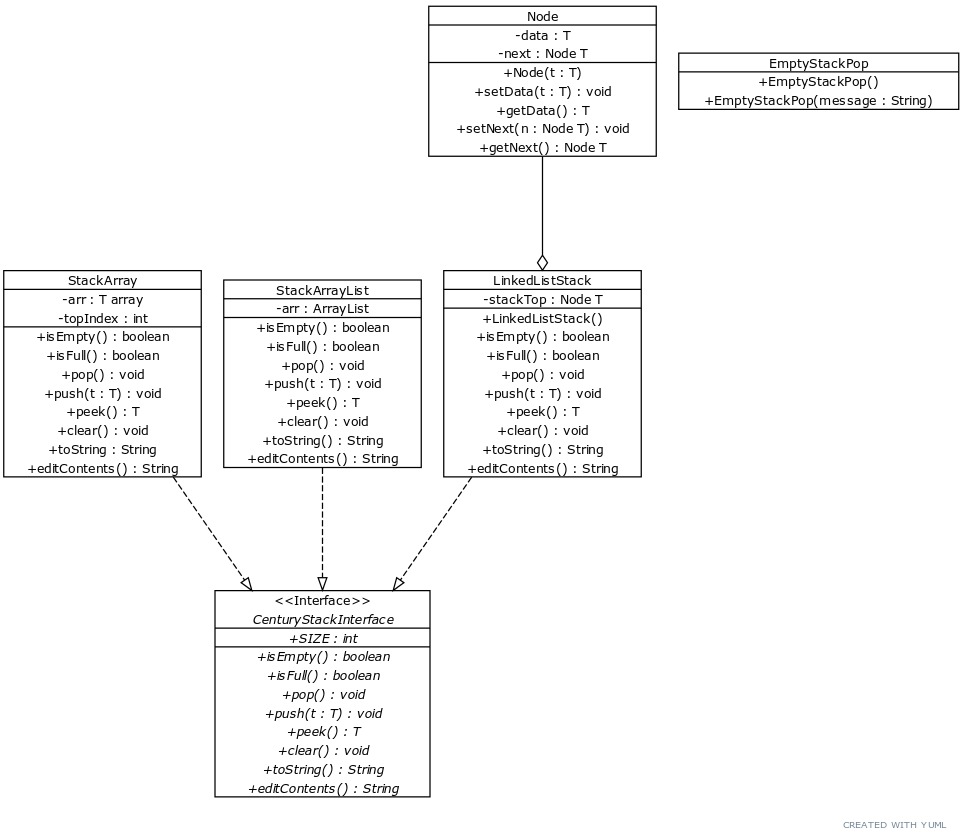 Node
-data : T
-next : Node T
+Node(t : T)
+setData(t : T) : void
+getData() : T
+setNext(n : Node T) : void
+getNext() : Node T
EmptyStackPop
+EmptyStackPop()
+EmptyStackPop(message : String)
StackArray
-arr : T array
-topIndex : int
+isEmpty() : boolean
+isFull() : boolean
+pop() : void
+push(t : T) : void
+peek() : T
+clear() : void
+toString : String
+editContents() : String
StackArrayList
-arr : ArrayList
+isEmpty() : boolean
+isFull() : boolean
+pop() : void
+push(t : T) : void
+peek() : T
+clear() : void
+toString() : String
+editContents() : String
LinkedListStack
-stackTop : Node T
+LinkedListStack()
+isEmpty() : boolean
+isFull() : boolean
+pop() : void
+push(t : T) : void
+peek() : T
+clear() : void
+toString() : String
+editContents() : String
<<Interface>>
CenturyStackInterface
+SIZE : int
+isEmpty() : boolean
+isFull() : boolean
+pop() : void
+push(t : T) : void
+peek() : T
+clear() : void
+toString() : String
+editContents() : String
CREATED WITH YUML